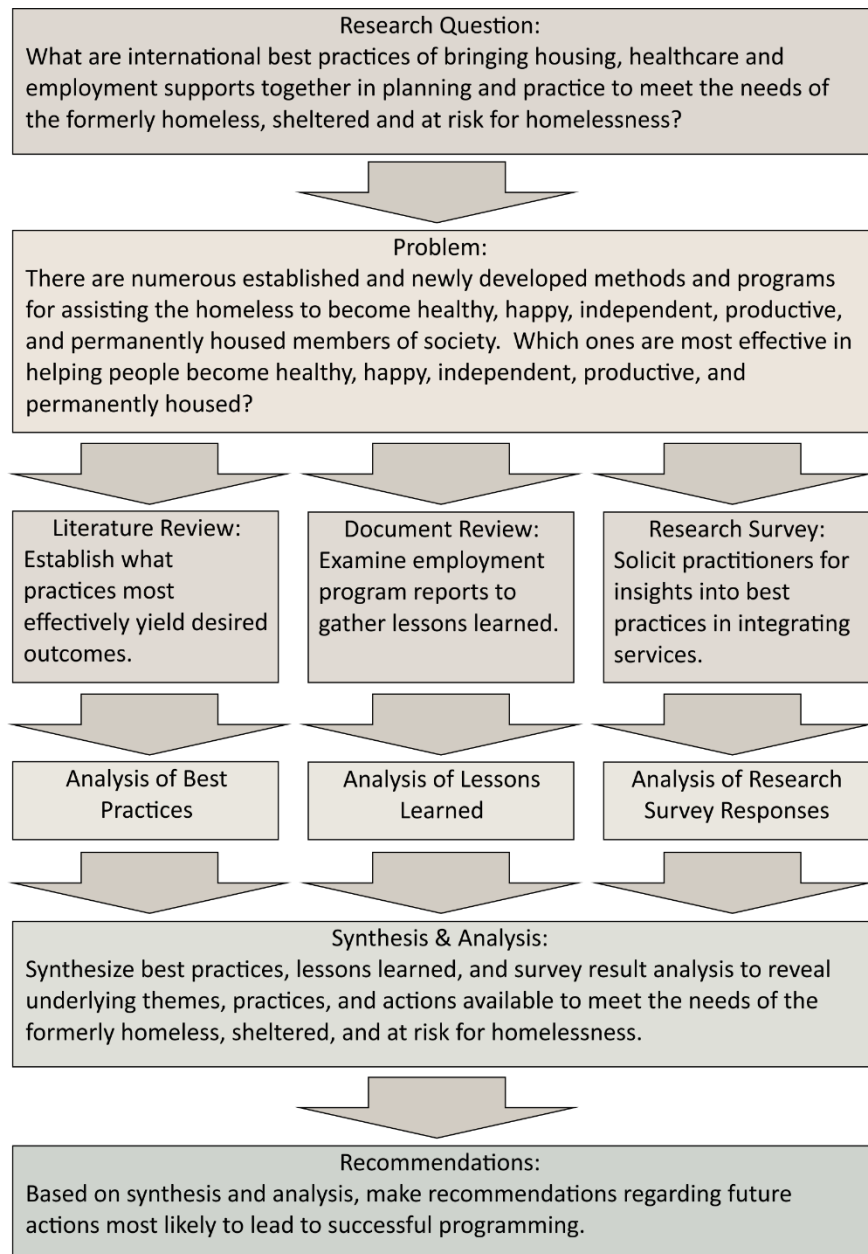 Research Question:
What are international best practices of bringing housing, healthcare and
employment supports together in planning and practice to meet the needs of
the formerly homeless, sheltered and at risk for homelessness?
Problem:
There are numerous established and newly developed methods and programs
for assisting the homeless to become healthy, happy, independent, productive,
and permanently housed members of society.  Which ones are most effective in
helping people become healthy, happy, independent, productive, and
permanently housed?
Literature Review:
Establish what
practices most
effectively yield desired
outcomes.
Document Review:
Examine employment
program reports to
gather lessons learned.
Research Survey:
Solicit practitioners for
insights into best
practices in integrating
services.
Analysis of Best
Practices
Analysis of Lessons
Learned
Analysis of Research
Survey Responses
Synthesis & Analysis:
Synthesize best practices, lessons learned, and survey result analysis to reveal
underlying themes, practices, and actions available to meet the needs of the
formerly homeless, sheltered, and at risk for homelessness.
Recommendations:
Based on synthesis and analysis, make recommendations regarding future
actions most likely to lead to successful programming.